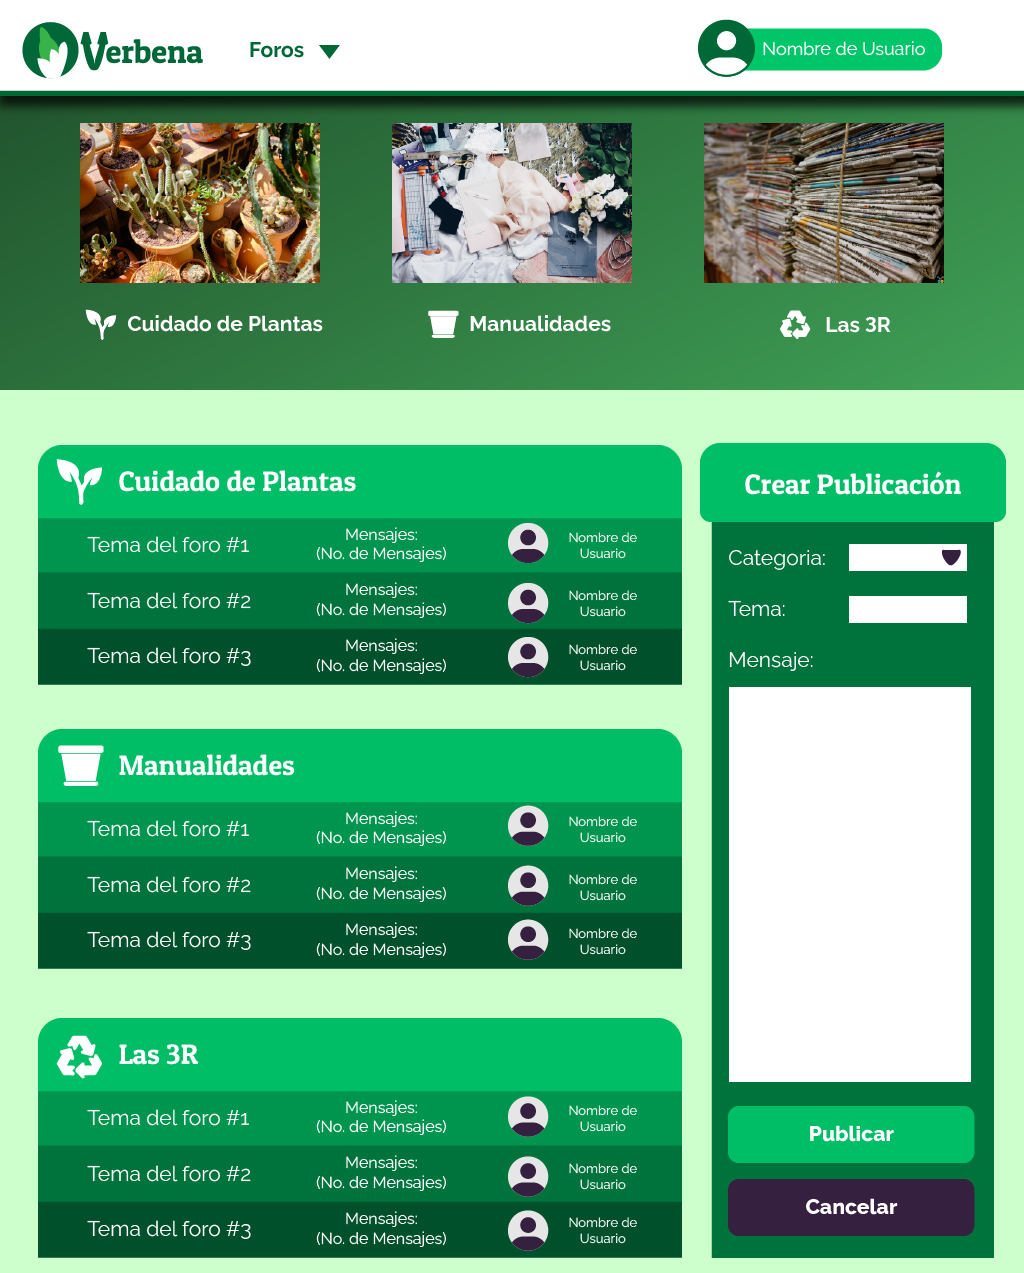 Verbena
Foros
Nombre de Usuario
Cuidado de Plantas
Manualidades
Las 3R
Cuidado de Plantas
Tema del foro #1
Mensajes:
(No. de Mensajes)
Nombre de
Usuario
Tema del foro #2
Mensajes:
(No. de Mensajes)
Nombre de
Usuario
Tema del foro #3
Mensajes:
(No. de Mensajes)
Nombre de
Usuario
Manualidades
Tema del foro #1
Mensajes:
(No. de Mensajes)
Nombre de
Usuario
Tema del foro #2
Mensajes:
(No. de Mensajes)
Nombre de
Usuario
Tema del foro #3
Mensajes:
(No. de Mensajes)
Nombre de
Usuario
Las 3R
Tema del foro #1
Mensajes:
(No. de Mensajes)
Nombre de
Usuario
Tema del foro #2
Mensajes:
(No. de Mensajes)
Nombre de
Usuario
Tema del foro #3
Mensajes:
(No. de Mensajes)
Nombre de
Usuario
Crear Publicación
Categoria:
Tema:
Mensaje:
Publicar
Cancelar